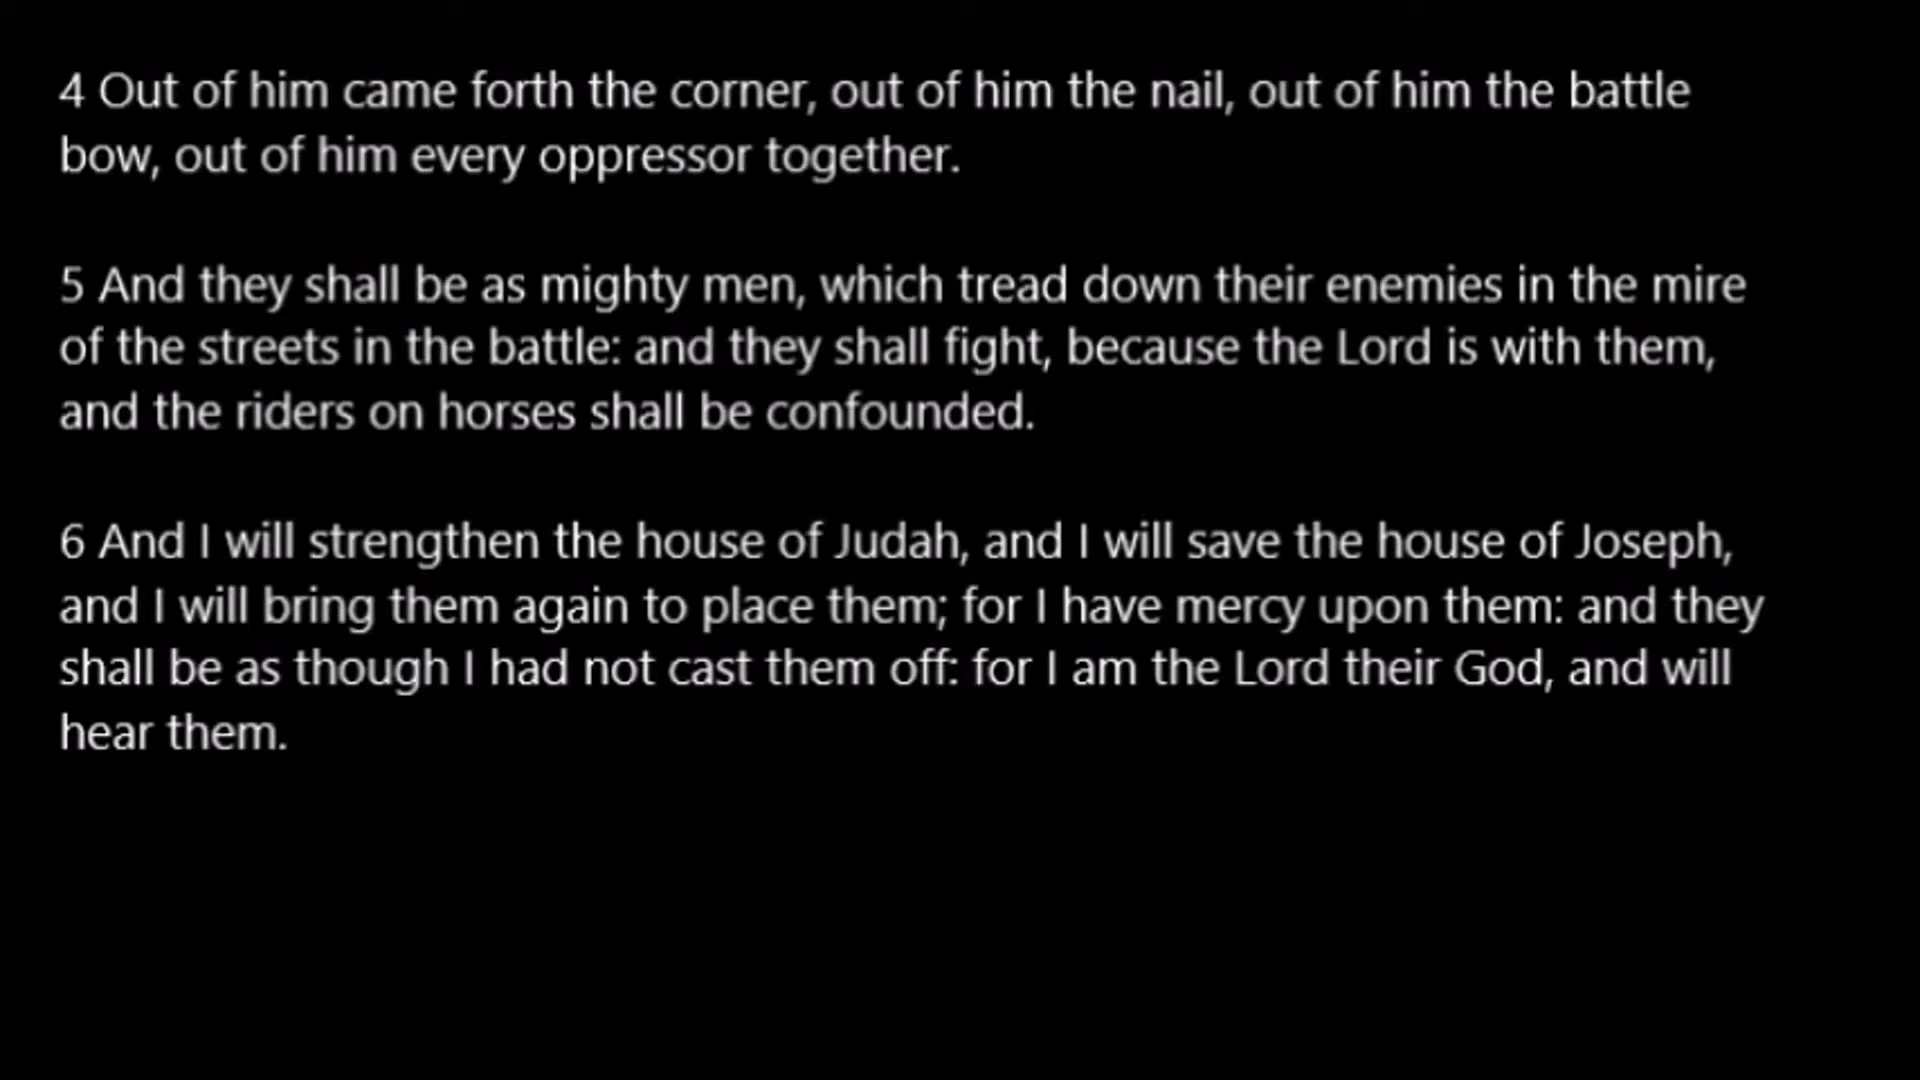 4 Out of him came forth the corner, out of him the nail, out of him the battle
bow, out of him every oppressor together.
5 And they shall be as mighty men, which tread down their enemies in the mire
of the streets in the battle: and they shall fight, because the Lord is with them,
and the riders on horses shall be confounded.
6 And I will strengthen the house of Judah, and I will save the house of Joseph,
and I will bring them again to place them; for I have mercy upon them: and they
shall be as though I had not cast them off: for I am the Lord their God, and will
hear them.